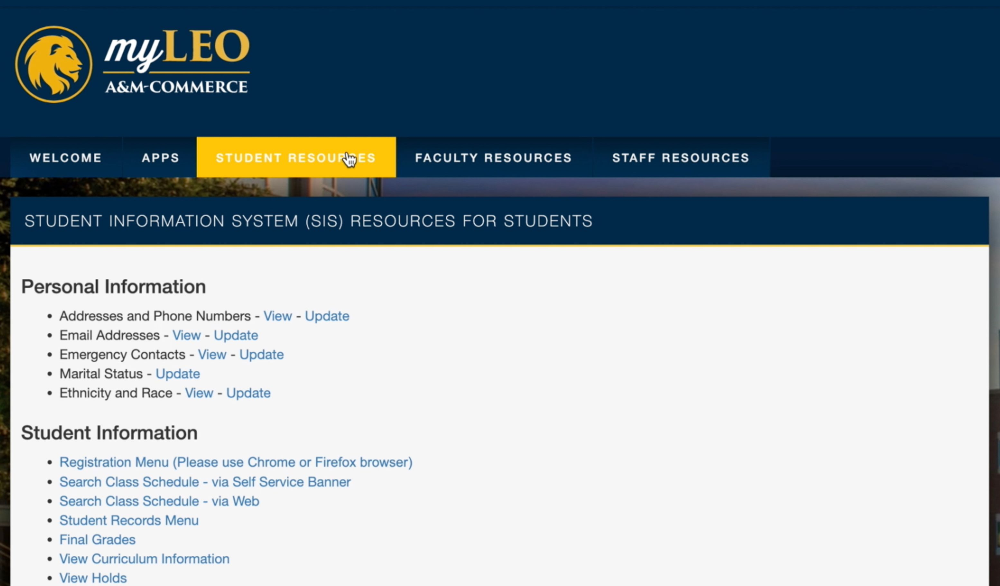 myLEO
A&M-COMMERCE
WELCOME APPS STUDENT RESOURCES FACULTY RESOURCES STAFF RESOURCES
STUDENT INFORMATION SYSTEM (SIS) RESOURCES FOR STUDENTS
Personal Information
• Addresses and Phone Numbers - View - Update
• Email Addresses - View - Update
• Emergency Contacts - View - Update
• Marital Status - Update
• Ethnicity and Race - View - Update
Student Information
• Registration Menu (Please use Chrome or Firefox browser)
• Search Class Schedule - via Self Service Banner
• Search Class Schedule - via Web
• Student Records Menu
• Final Grades
• View Curriculum Information
• View Holds